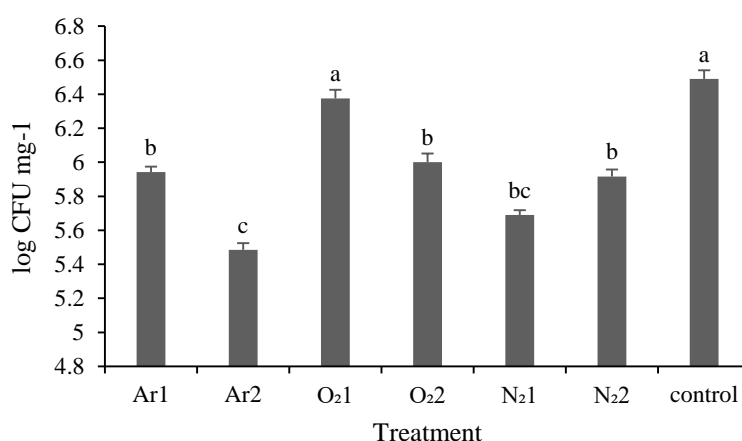 6.8
6.6
6.4
6.2
6
5.8
5.6
5.4
5.2
5
4.8
log CFU mg-1
b
c
a
b
bc
b
a
Ar1 Ar2 O₂1 O₂2 N₂1 N₂2 control
Treatment